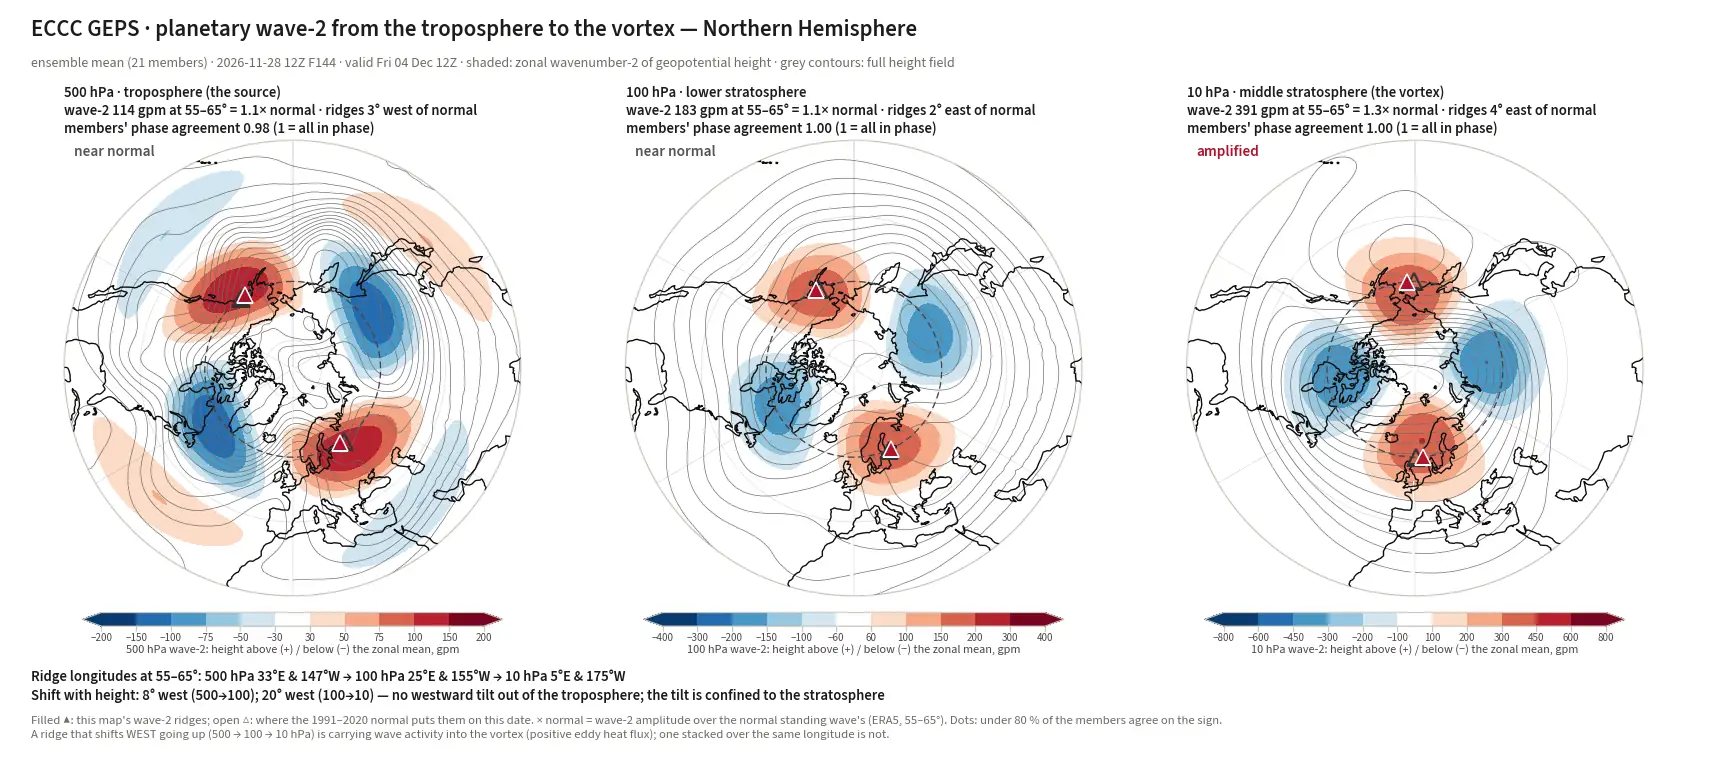 ECCC GEPS · planetary wave-2 from the troposphere to the vortex — Northern Hemisphere
ensemble mean (21 members) · 2026-11-28 12Z F144 · valid Fri 04 Dec 12Z · shaded: zonal wavenumber-2 of geopotential height · grey contours: full height field
500 hPa · troposphere (the source)
wave-2 114 gpm at 55–65° = 1.1× normal · ridges 3° west of normal
members' phase agreement 0.98 (1 = all in phase)
near normal
100 hPa · lower stratosphere
wave-2 183 gpm at 55–65° = 1.1× normal · ridges 2° east of normal
members' phase agreement 1.00 (1 = all in phase)
near normal
10 hPa · middle stratosphere (the vortex)
wave-2 391 gpm at 55–65° = 1.3× normal · ridges 4° east of normal
members' phase agreement 1.00 (1 = all in phase)
amplified
−200 −150 −100 −75 −50 −30 30 50 75 100 150 200
500 hPa wave-2: height above (+) / below (−) the zonal mean, gpm
−400 −300 −200 −150 −100 −60 60 100 150 200 300 400
100 hPa wave-2: height above (+) / below (−) the zonal mean, gpm
−800 −600 −450 −300 −200 −100 100 200 300 450 600 800
10 hPa wave-2: height above (+) / below (−) the zonal mean, gpm
Ridge longitudes at 55–65°: 500 hPa 33°E & 147°W → 100 hPa 25°E & 155°W → 10 hPa 5°E & 175°W
Shift with height: 8° west (500→100); 20° west (100→10) — no westward tilt out of the troposphere; the tilt is confined to the stratosphere
Filled ▲: this map's wave-2 ridges; open △: where the 1991–2020 normal puts them on this date. × normal = wave-2 amplitude over the normal standing wave's (ERA5, 55–65°). Dots: under 80 % of the members agree on the sign.
A ridge that shifts WEST going up (500 → 100 → 10 hPa) is carrying wave activity into the vortex (positive eddy heat flux); one stacked over the same longitude is not.